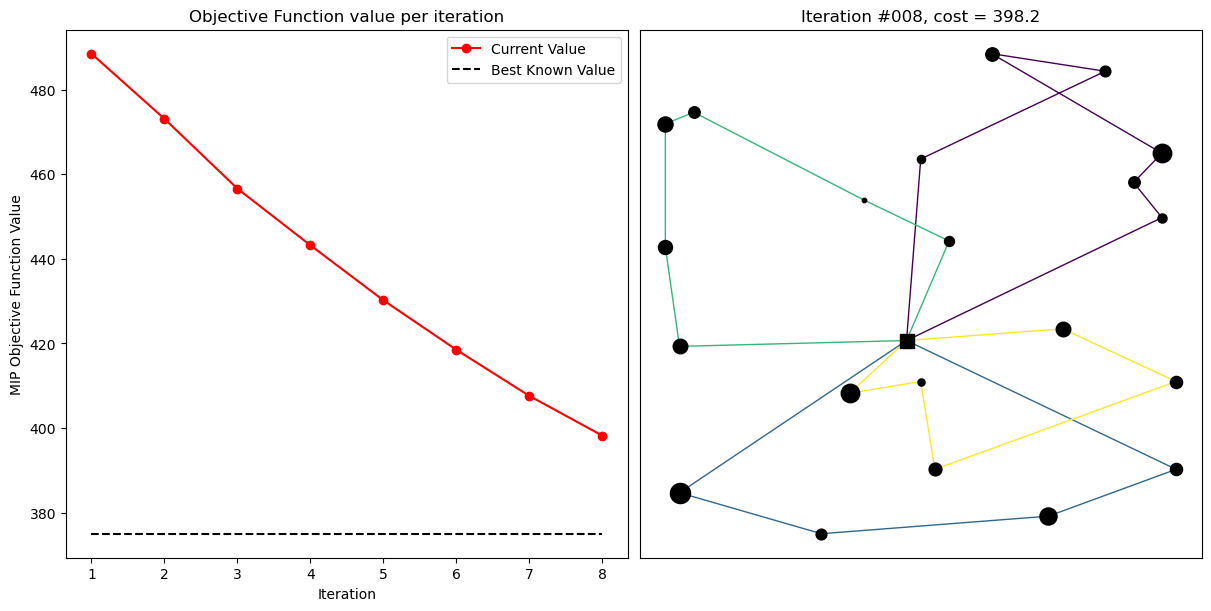 Objective Function value per iteration
Current Value
Best Known Value
MIP Objective Function Value
480
460
440
420
400
380
1 2 3 4 5 6 7 8
Iteration
Iteration #008, cost = 398.2